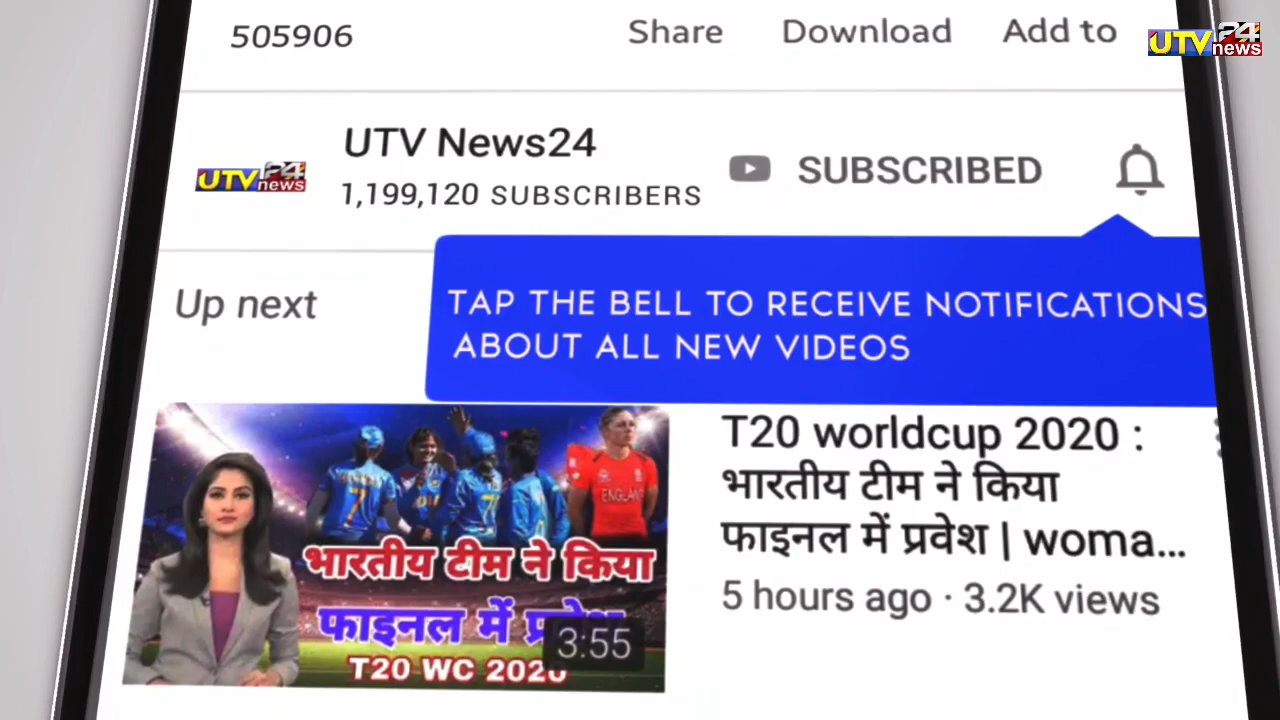 505906
Share
Download
Add to
UTV 24 news
UTV News24
UTV 24 news
1,199,120 SUBSCRIBERS
SUBSCRIBED
TAP THE BELL TO RECEIVE NOTIFICATIONS
ABOUT ALL NEW VIDEOS
Up next
7
7
ENGLAND
भारतीय टीम ने किया
फाइनल में प्रवेश
3:55
T20 WC 2020
T20 worldcup 2020 :
भारतीय टीम ने किया
फाइनल में प्रवेश | woma...
5 hours ago · 3.2K views